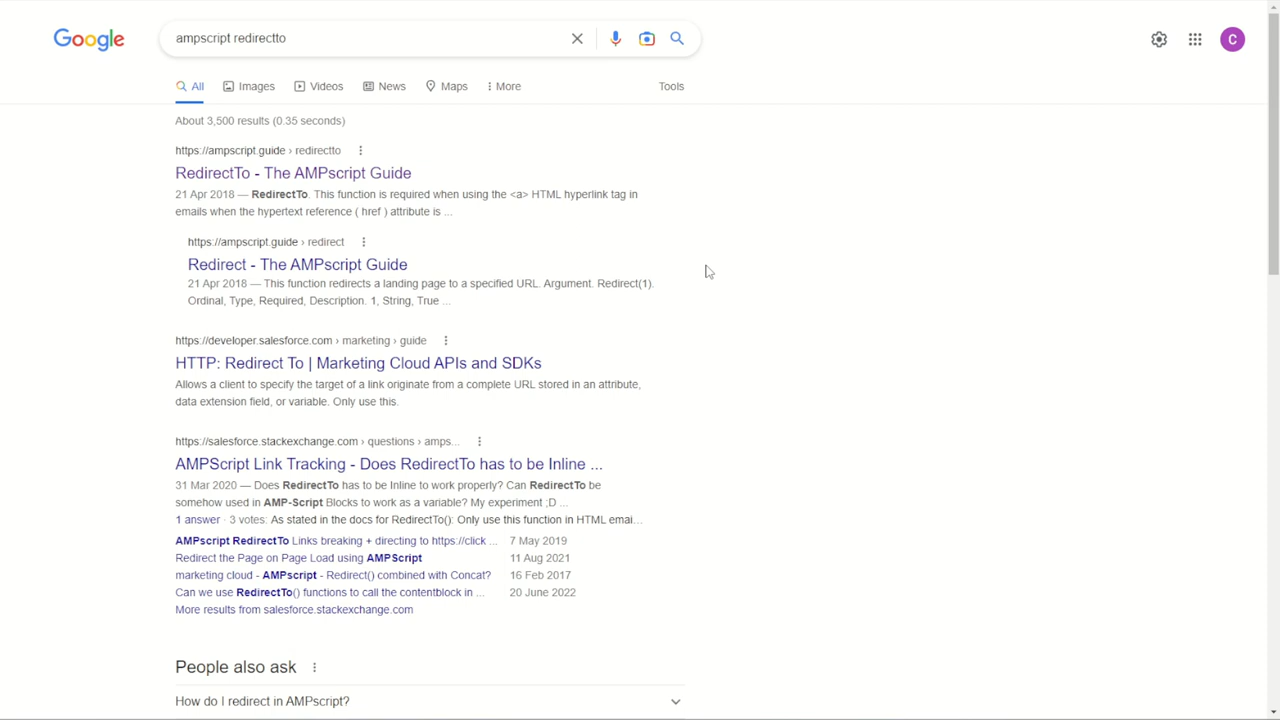 Google
ampscript redirectto
C
All Images Videos News Maps More Tools
About 3,500 results (0.35 seconds)
https://ampscript.guide › redirectto
RedirectTo - The AMPscript Guide
21 Apr 2018 — RedirectTo. This function is required when using the <a> HTML hyperlink tag in
emails when the hypertext reference ( href ) attribute is ...
https://ampscript.guide › redirect
Redirect - The AMPscript Guide
21 Apr 2018 — This function redirects a landing page to a specified URL. Argument. Redirect(1).
Ordinal, Type, Required, Description. 1, String, True ...
https://developer.salesforce.com › marketing › guide
HTTP: Redirect To | Marketing Cloud APIs and SDKs
Allows a client to specify the target of a link originate from a complete URL stored in an attribute,
data extension field, or variable. Only use this.
https://salesforce.stackexchange.com › questions › amps...
AMPScript Link Tracking - Does RedirectTo has to be Inline ...
31 Mar 2020 — Does RedirectTo has to be Inline to work properly? Can RedirectTo be
somehow used in AMP-Script Blocks to work as a variable? My experiment ;D ...
1 answer · 3 votes: As stated in the docs for RedirectTo(): Only use this function in HTML emai...
AMPscript RedirectTo Links breaking + directing to https://click ... 7 May 2019
Redirect the Page on Page Load using AMPScript 11 Aug 2021
marketing cloud - AMPscript - Redirect() combined with Concat? 16 Feb 2017
Can we use RedirectTo() functions to call the contentblock in ... 20 June 2022
More results from salesforce.stackexchange.com
People also ask
How do I redirect in AMPscript?